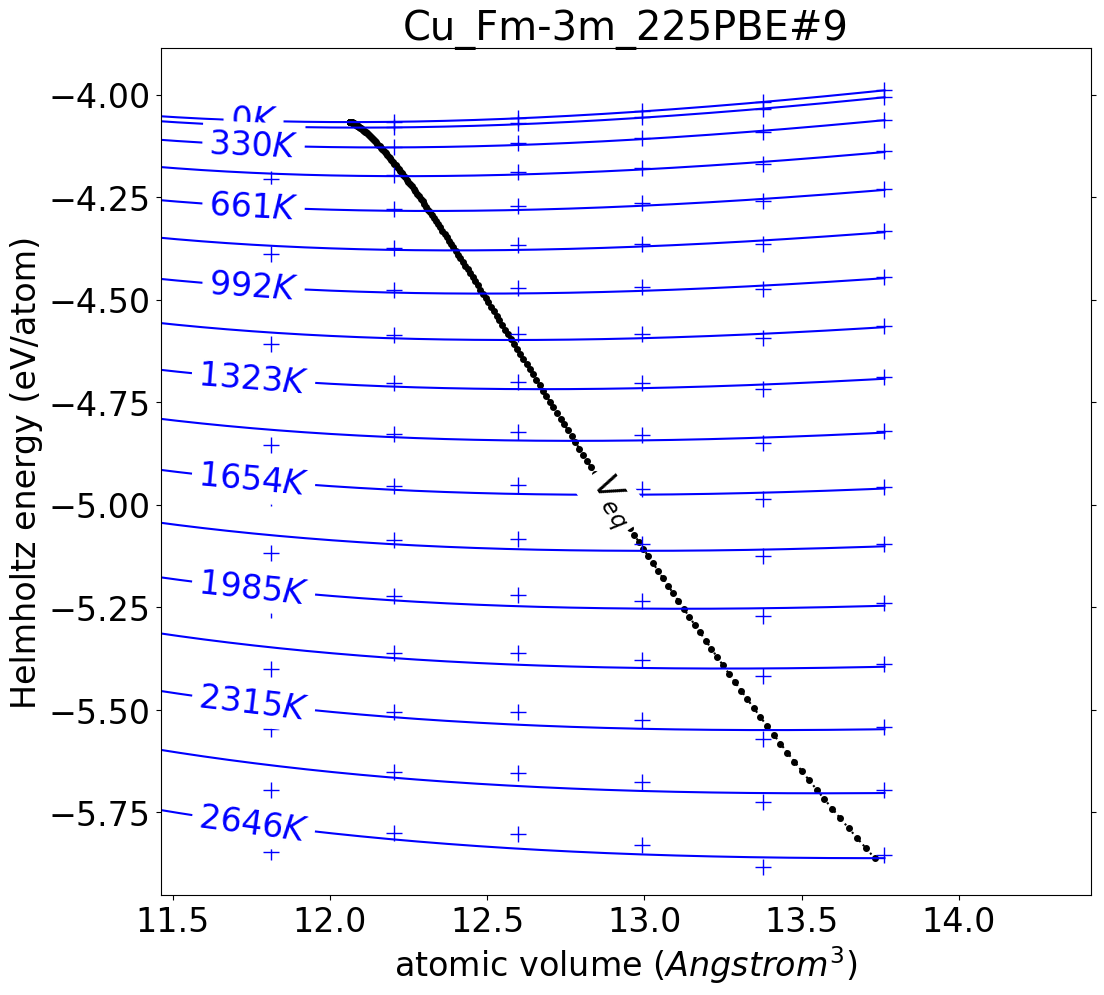 Cu_Fm-3m_225PBE#9
Helmholtz energy (eV/atom)
−4.00
−4.25
−4.50
−4.75
−5.00
−5.25
−5.50
−5.75
0K
330K
661K
992K
1323K
1654K
1985K
2315K
2646K
V_eq
11.5
12.0
12.5
13.0
13.5
14.0
atomic volume (Angstrom³)